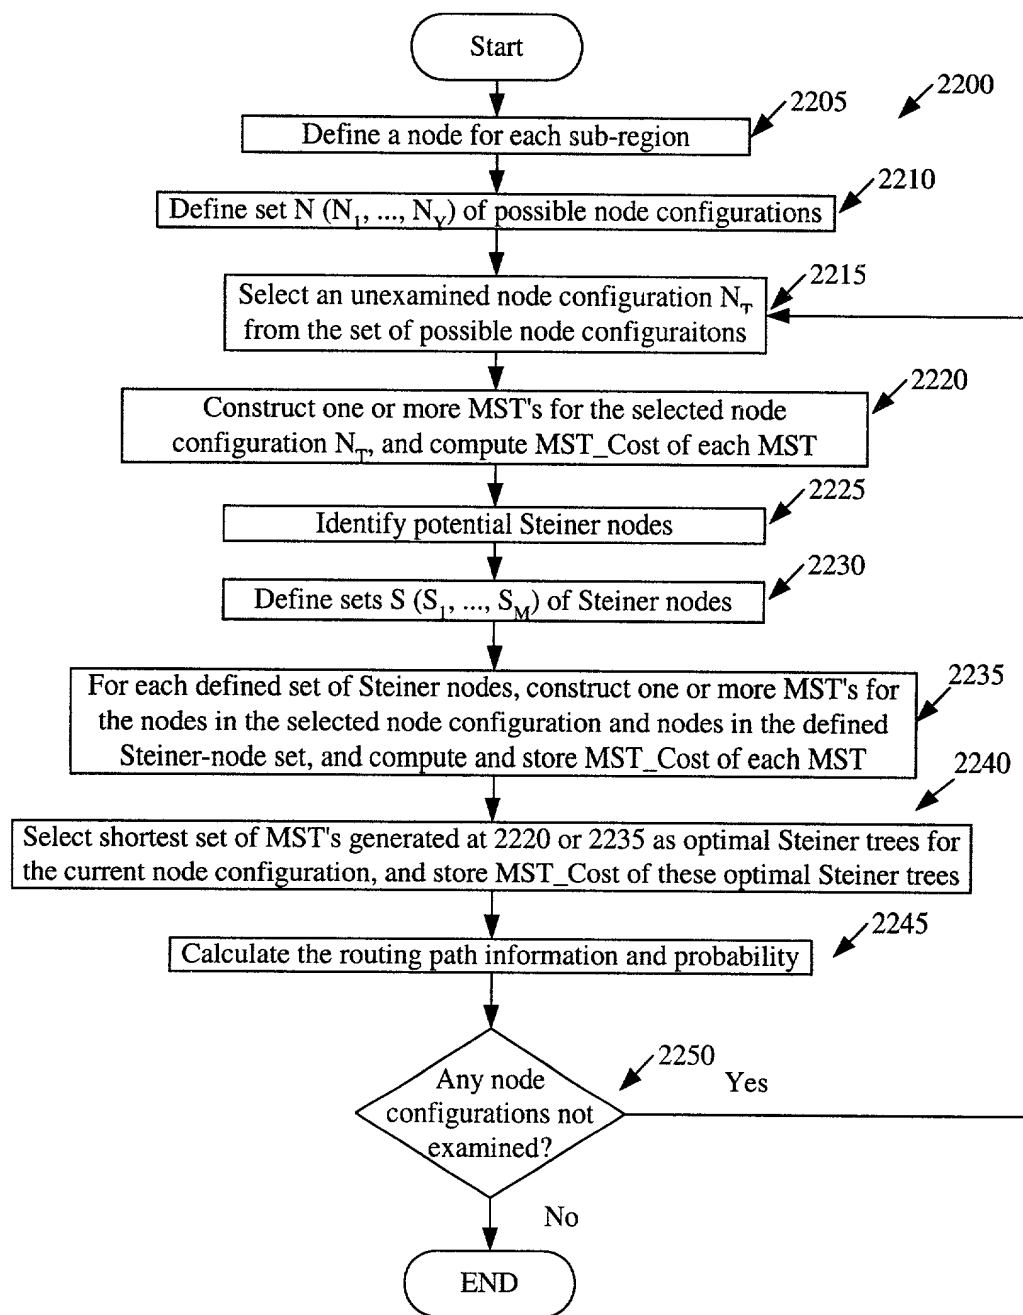 Start
2200
2205
Define a node for each sub-region
2210
Define set N (N₁, ..., N_Y) of possible node configurations
2215
Select an unexamined node configuration N_T
from the set of possible node configuraitons
2220
Construct one or more MST's for the selected node
configuration N_T, and compute MST_Cost of each MST
2225
Identify potential Steiner nodes
2230
Define sets S (S₁, ..., S_M) of Steiner nodes
2235
For each defined set of Steiner nodes, construct one or more MST's for
the nodes in the selected node configuration and nodes in the defined
Steiner-node set, and compute and store MST_Cost of each MST
2240
Select shortest set of MST's generated at 2220 or 2235 as optimal Steiner trees for
the current node configuration, and store MST_Cost of these optimal Steiner trees
2245
Calculate the routing path information and probability
2250
Any node
configurations not
examined?
Yes
No
END